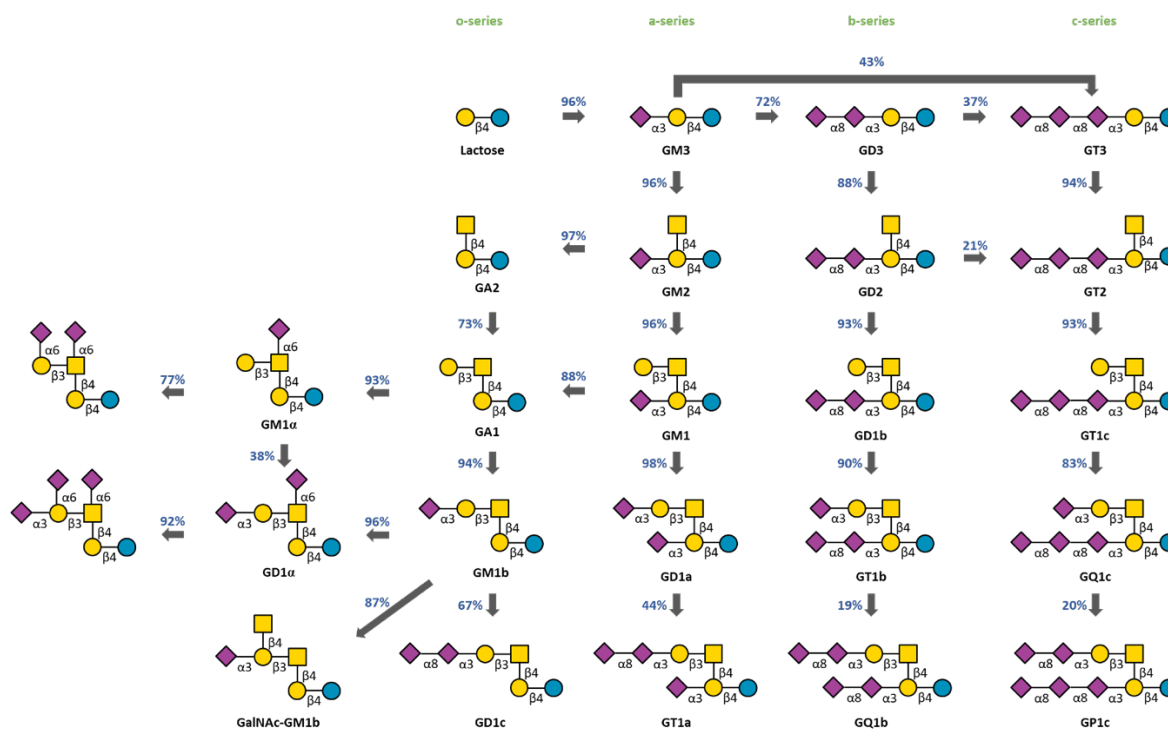 o-series a-series b-series c-series
43%
96% 72% 37%
β4 α3 β4 α8 α3 β4 α8 α8 α3 β4
Lactose GM3 GD3 GT3
96% 88% 94%
97% 21%
β4 β4 β4 β4
β4 α3 β4 α8 α3 β4 α8 α8 α3 β4
GA2 GM2 GD2 GT2
73% 96% 93% 93%
α6 α6 α6
β3 β3 β3 β3 β3 β3
77% 93% 88%
β4 β4 β4 β4 β4 β4
β4 β4 β4 α3 β4 α8 α3 β4 α8 α8 α3 β4
GM1α GA1 GM1 GD1b GT1c
38% 94% 98% 90% 83%
α6 α6 α6
α3 β3 α3 β3 α3 β3 α3 β3 α3 β3 α3 β3
92% 96%
β4 β4 β4 β4 β4 β4
β4 β4 β4 α3 β4 α8 α3 β4 α8 α8 α3 β4
GD1α GM1b GD1a GT1b GQ1c
87% 67% 44% 19% 20%
β4
α3 β3 α8 α3 β3 α8 α3 β3 α8 α3 β3 α8 α3 β3
β4 β4 β4 β4 β4
β4 β4 α3 β4 α8 α3 β4 α8 α8 α3 β4
GalNAc-GM1b GD1c GT1a GQ1b GP1c